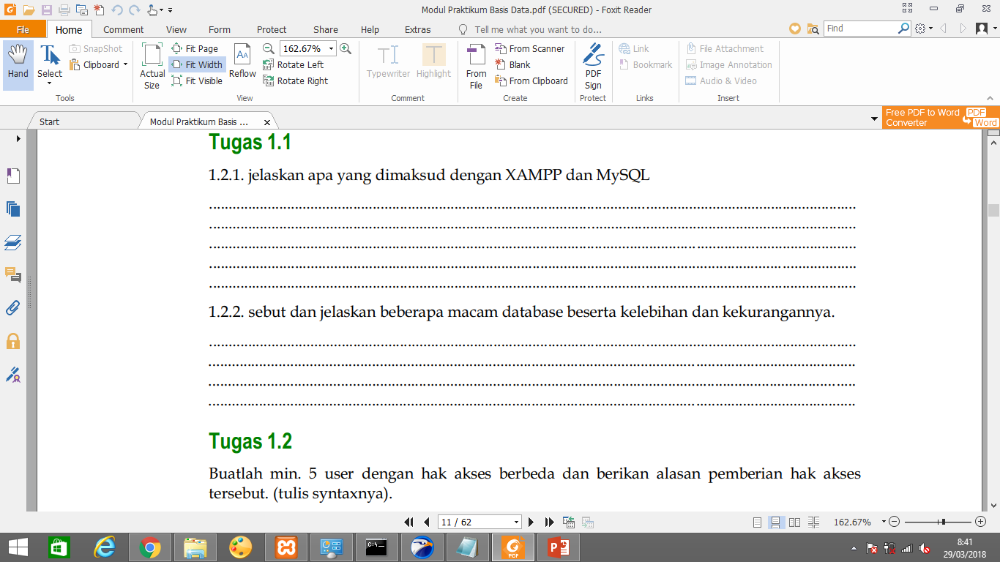 Modul Praktikum Basis Data.pdf (SECURED) - Foxit Reader
File Home Comment View Form Protect Share Help Extras Tell me what you want to do... Find
Hand
Select
SnapShot
Clipboard
Tools
Actual Size
Fit Page
Fit Width
Fit Visible
Reflow
162.67%
Rotate Left
Rotate Right
View
Typewriter
Highlight
Comment
From File
From Scanner
Blank
From Clipboard
Create
PDF Sign
Protect
Link
Bookmark
Links
File Attachment
Image Annotation
Audio & Video
Insert
Start
Modul Praktikum Basis ...
Free PDF to Word Converter
PDF
Word
Tugas 1.1
1.2.1. jelaskan apa yang dimaksud dengan XAMPP dan MySQL
1.2.2. sebut dan jelaskan beberapa macam database beserta kelebihan dan kekurangannya.
Tugas 1.2
Buatlah min. 5 user dengan hak akses berbeda dan berikan alasan pemberian hak akses
tersebut. (tulis syntaxnya).
11 / 62
162.67%
8:41
29/03/2018